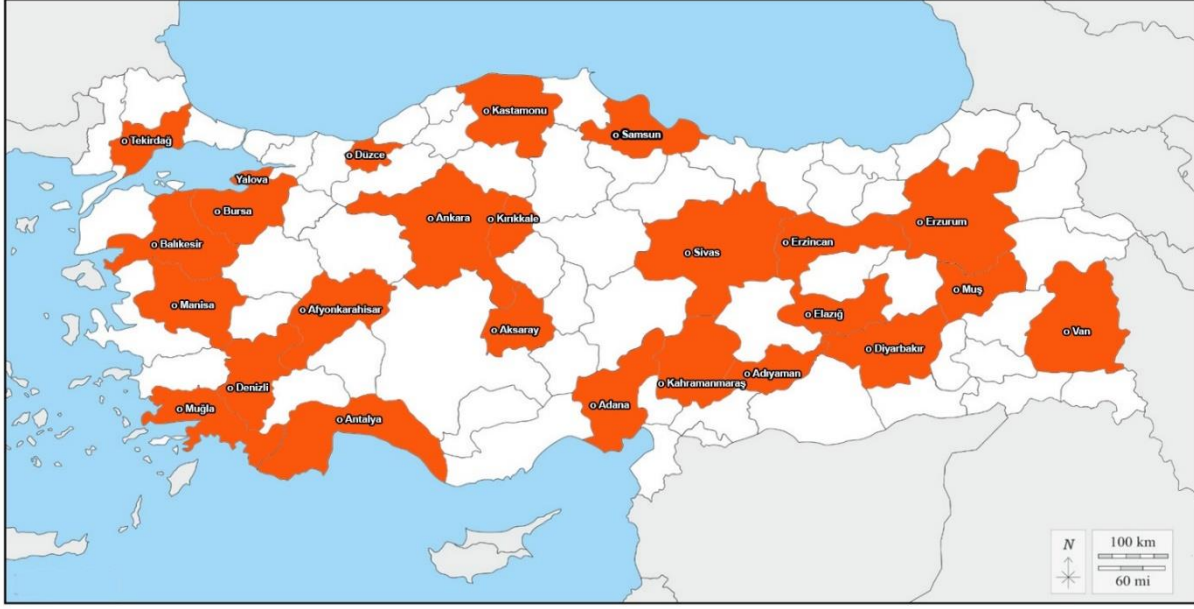 o Kastamonu
o Samsun
o Tekirdağ
o Düzce
Yalova
o Bursa
o Ankara
o Kırıkkale
o Erzurum
o Balıkesir
o Erzincan
o Sivas
o Muş
o Manisa
o Afyonkarahisar
o Elazığ
o Aksaray
o Van
o Diyarbakır
o Adıyaman
o Denizli
o Kahramanmaraş
o Muğla
o Adana
o Antalya
N
100 km
60 mi